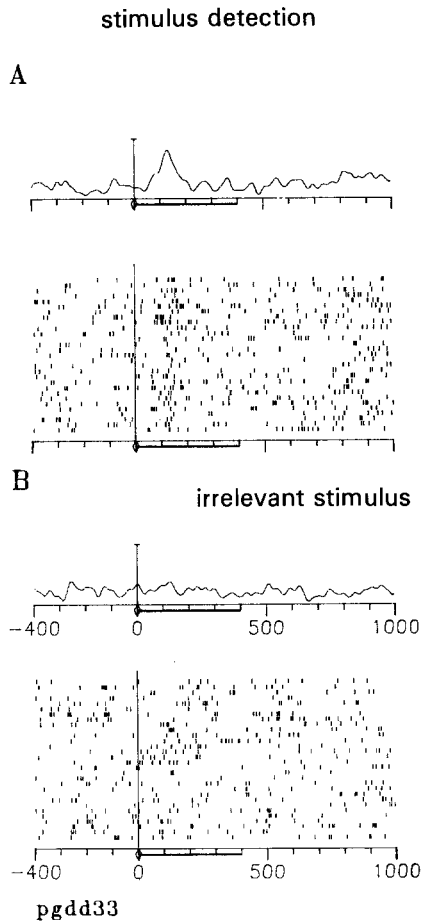 stimulus detection
A
B
irrelevant stimulus
-400 0 500 1000
-400 0 500 1000
pgdd33